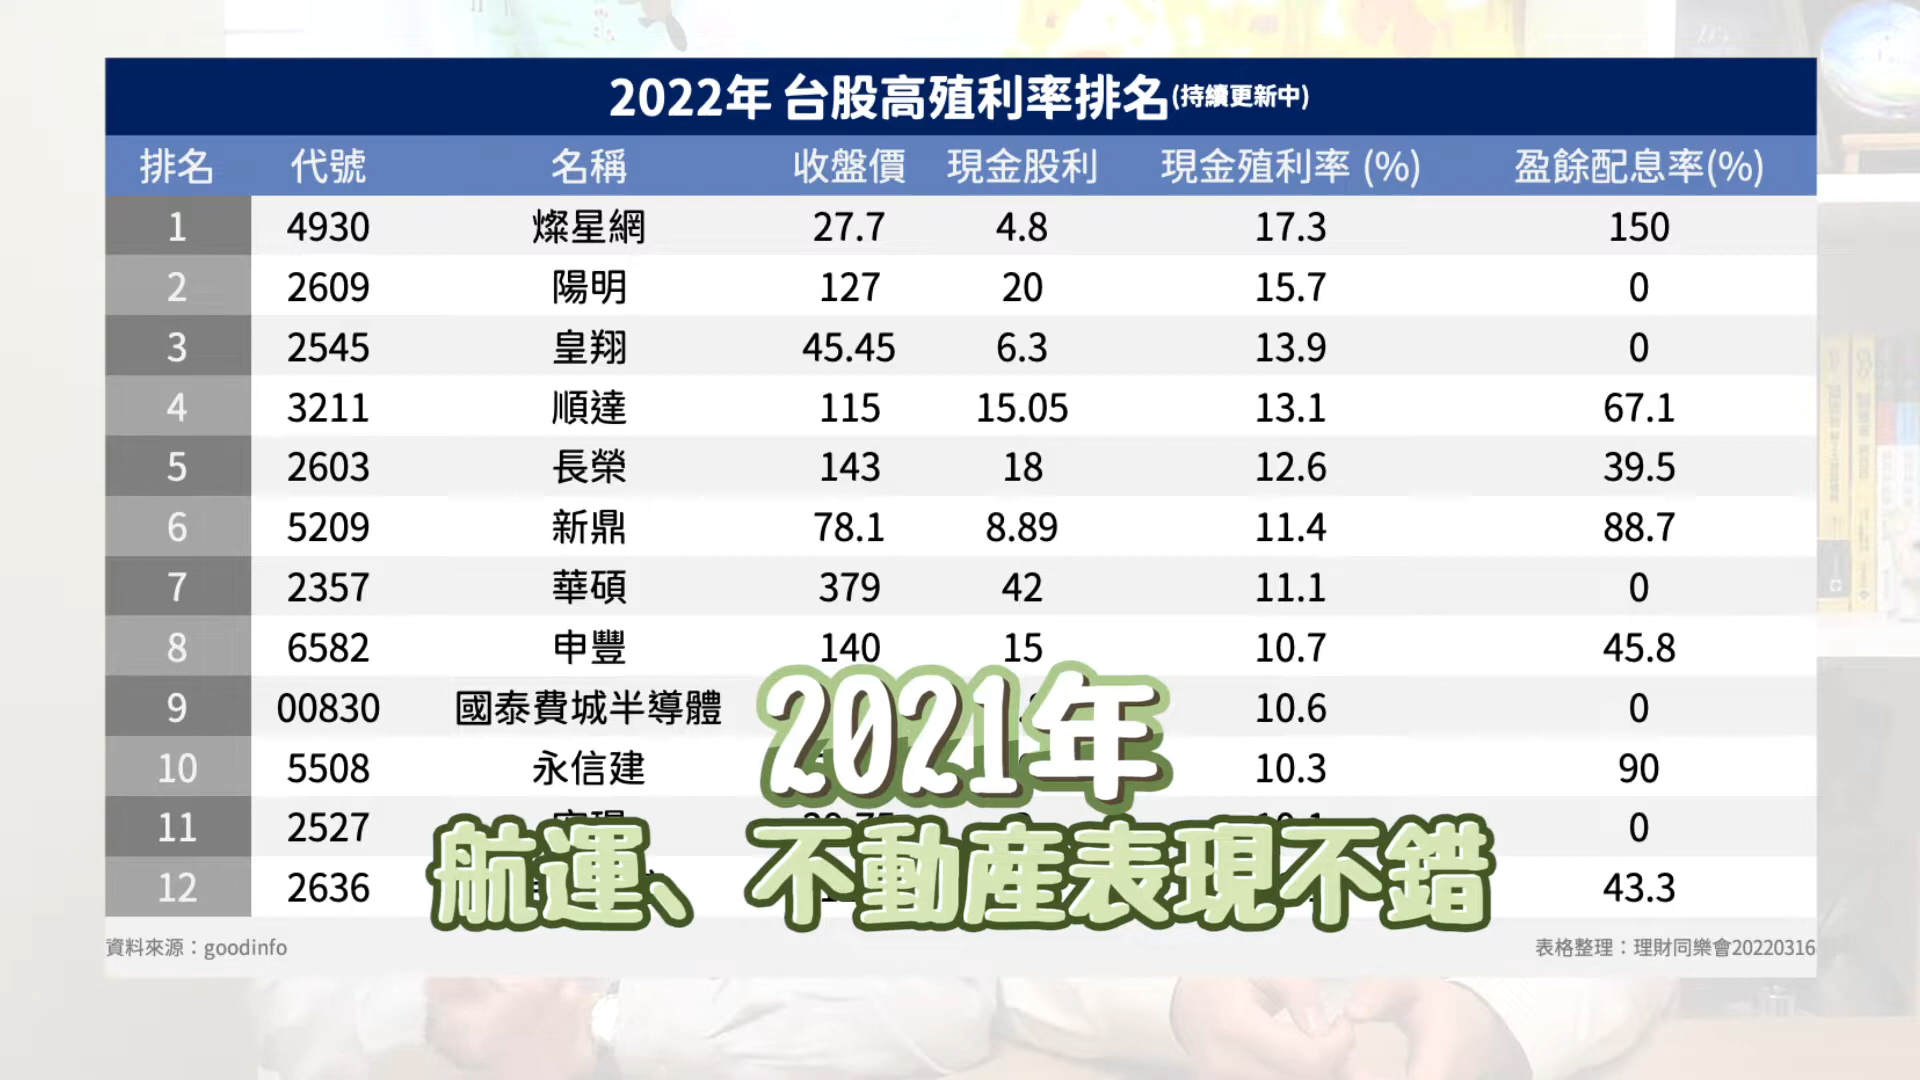 2022年 台股高殖利率排名(持續更新中)
排名 代號 名稱 收盤價 現金股利 現金殖利率 (%) 盈餘配息率(%)
1 4930 燦星網 27.7 4.8 17.3 150
2 2609 陽明 127 20 15.7 0
3 2545 皇翔 45.45 6.3 13.9 0
4 3211 順達 115 15.05 13.1 67.1
5 2603 長榮 143 18 12.6 39.5
6 5209 新鼎 78.1 8.89 11.4 88.7
7 2357 華碩 379 42 11.1 0
8 6582 申豐 140 15 10.7 45.8
9 00830 國泰費城半導體 10.6 0
10 5508 永信建 10.3 90
11 2527 0
12 2636 43.3
2021年
航運、不動產表現不錯
資料來源：goodinfo
表格整理：理財同樂會20220316